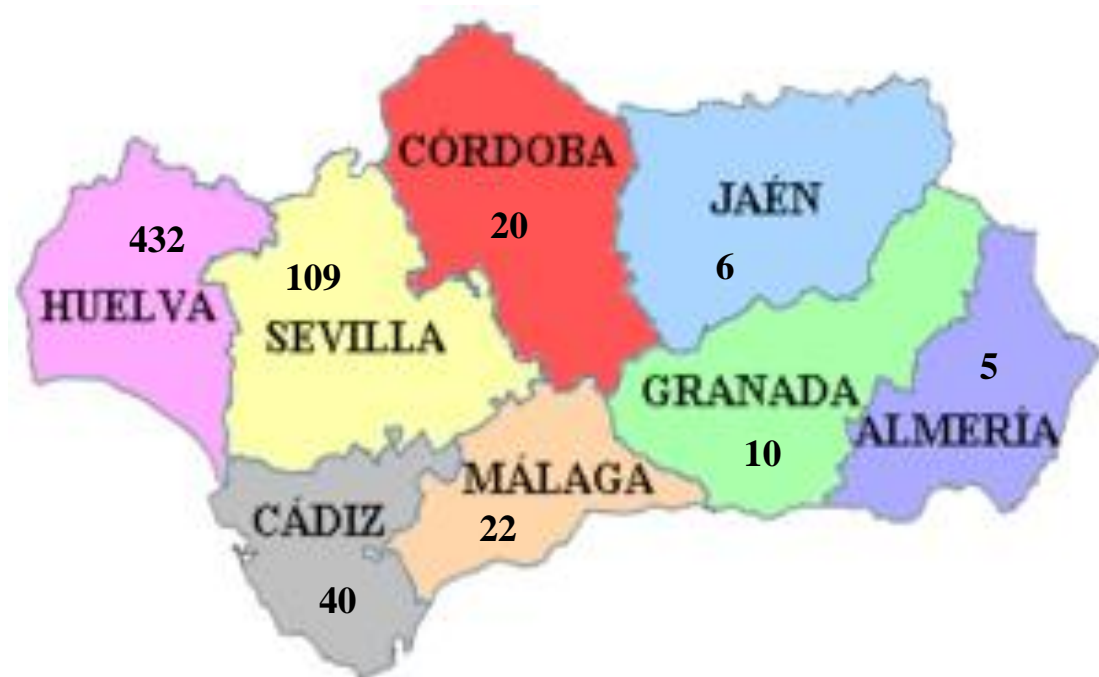 CÓRDOBA
20
JAÉN
6
432
HUELVA
109
SEVILLA
GRANADA
10
5
ALMERÍA
MÁLAGA
22
CÁDIZ
40